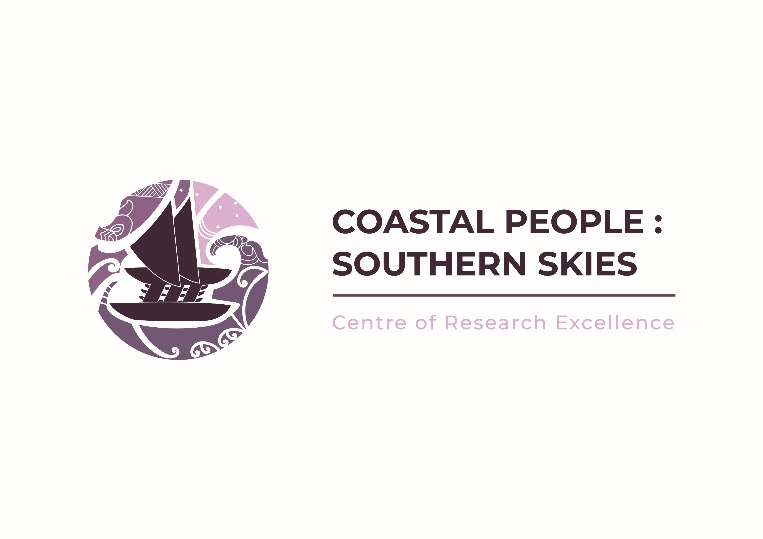 COASTAL PEOPLE :
SOUTHERN SKIES
Centre of Research Excellence